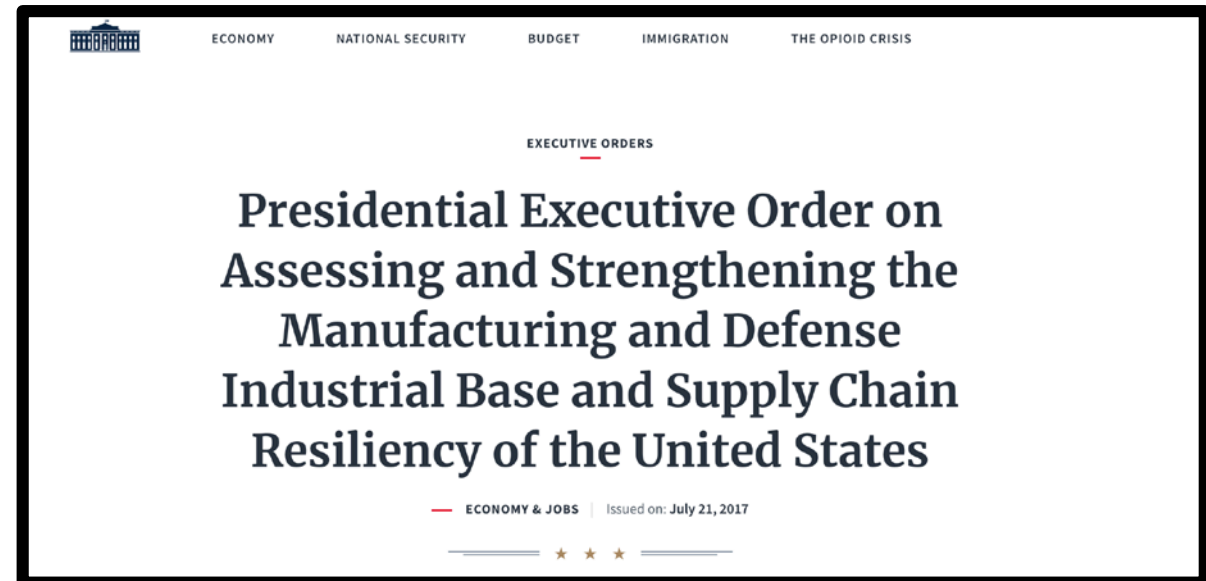 ECONOMY NATIONAL SECURITY BUDGET IMMIGRATION THE OPIOID CRISIS
EXECUTIVE ORDERS
Presidential Executive Order on
Assessing and Strengthening the
Manufacturing and Defense
Industrial Base and Supply Chain
Resiliency of the United States
ECONOMY & JOBS | Issued on: July 21, 2017